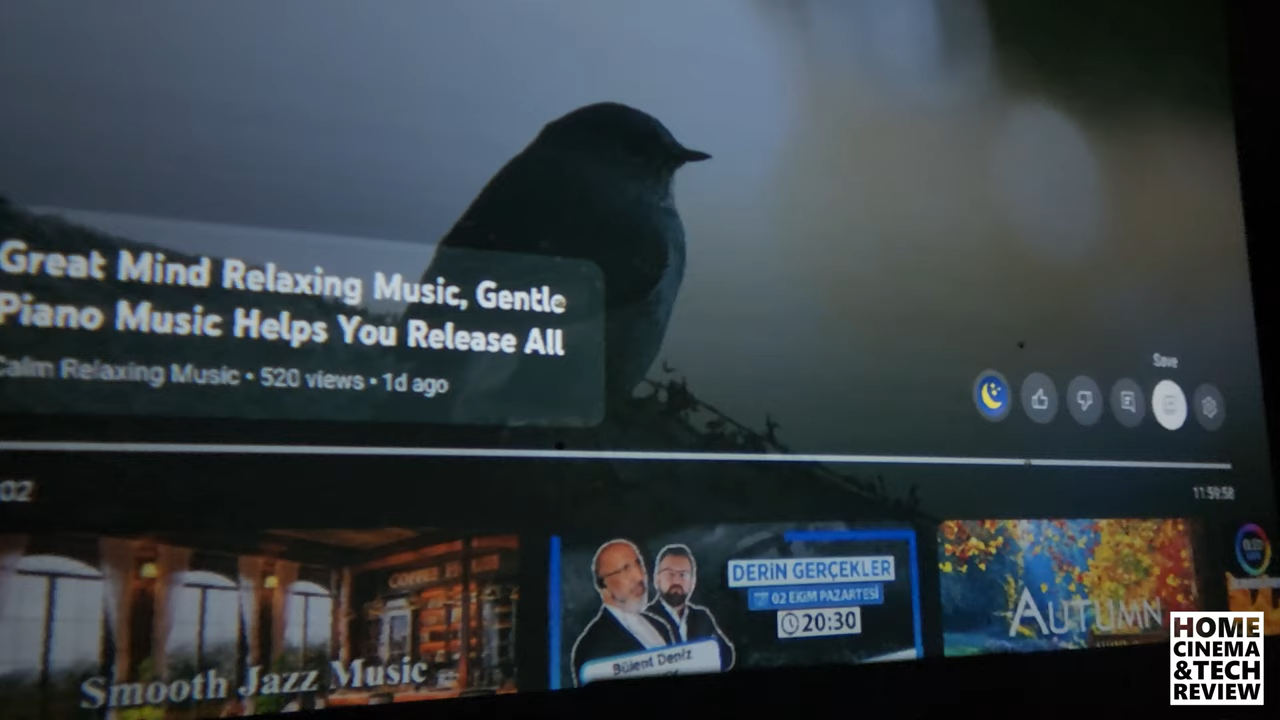 Great Mind Relaxing Music, Gentle
Piano Music Helps You Release All
Calm Relaxing Music • 520 views • 1d ago
Save
02
11:59:58
Smooth Jazz Music
DERİN GERÇEKLER
02 EKİM PAZARTESİ
20:30
Bülent Deniz
AUTUMN
OLED
HOME
CINEMA
&TECH
REVIEW